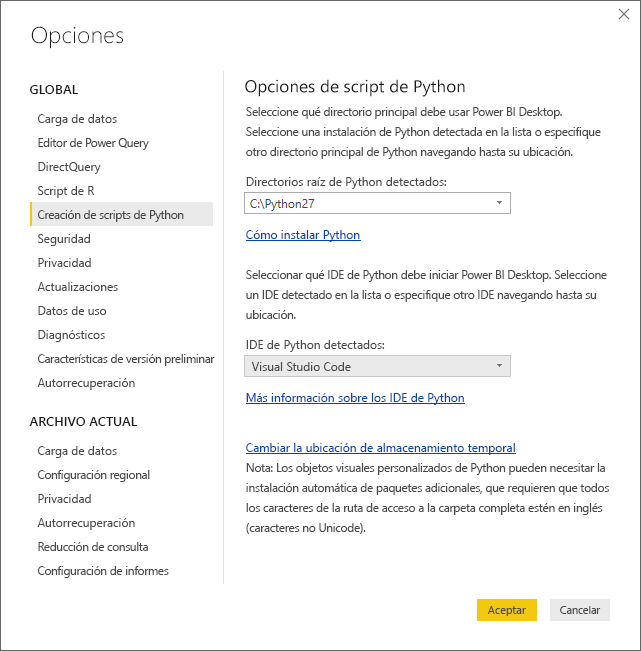 Opciones
GLOBAL
Carga de datos
Editor de Power Query
DirectQuery
Script de R
Creación de scripts de Python
Seguridad
Privacidad
Actualizaciones
Datos de uso
Diagnósticos
Características de versión preliminar
Autorrecuperación
ARCHIVO ACTUAL
Carga de datos
Configuración regional
Privacidad
Autorrecuperación
Reducción de consulta
Configuración de informes
Opciones de script de Python
Seleccione qué directorio principal debe usar Power BI Desktop.
Seleccione una instalación de Python detectada en la lista o especifique
otro directorio principal de Python navegando hasta su ubicación.
Directorios raíz de Python detectados:
C:\Python27
Cómo instalar Python
Seleccionar qué IDE de Python debe iniciar Power BI Desktop. Seleccione
un IDE detectado en la lista o especifique otro IDE navegando hasta su
ubicación.
IDE de Python detectados:
Visual Studio Code
Más información sobre los IDE de Python
Cambiar la ubicación de almacenamiento temporal
Nota: Los objetos visuales personalizados de Python pueden necesitar la
instalación automática de paquetes adicionales, que requieren que todos
los caracteres de la ruta de acceso a la carpeta completa estén en inglés
(caracteres no Unicode).
Aceptar
Cancelar